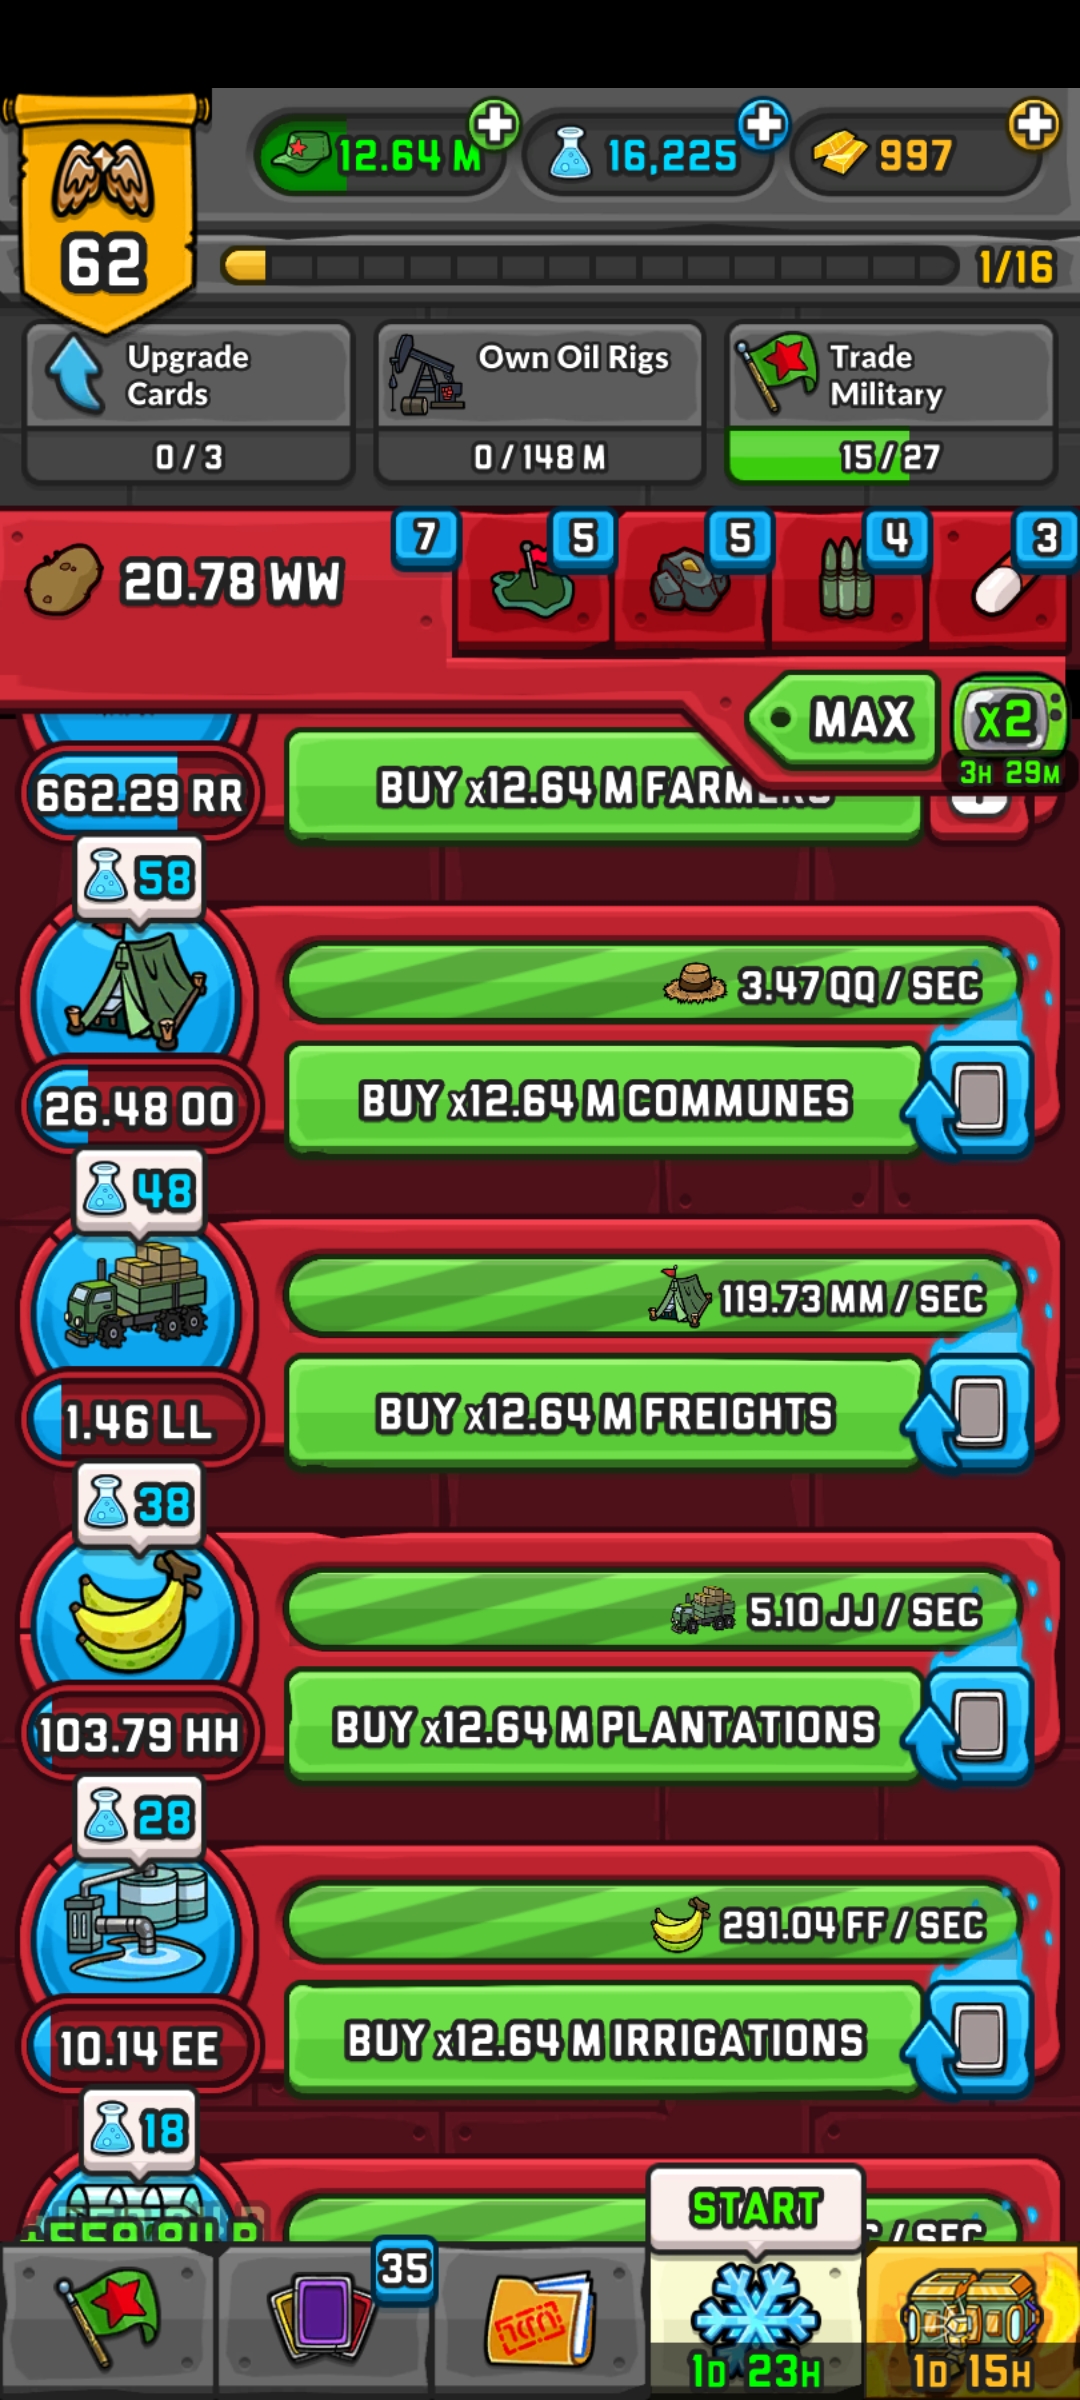 12.64 M
16,225
997
62
1/16
Upgrade
Cards
0/3
Own Oil Rigs
0/148 M
Trade
Military
15/27
20.78 WW
7
5
5
4
3
MAX
x2
3H 29M
662.29 RR
BUY x12.64 M FARMERS
58
3.47 QQ / SEC
26.48 OO
BUY x12.64 M COMMUNES
48
119.73 MM / SEC
1.46 LL
BUY x12.64 M FREIGHTS
38
5.10 JJ / SEC
103.79 HH
BUY x12.64 M PLANTATIONS
28
291.04 FF / SEC
10.14 EE
BUY x12.64 M IRRIGATIONS
18
/ SEC
START
35
1D 23H
1D 15H